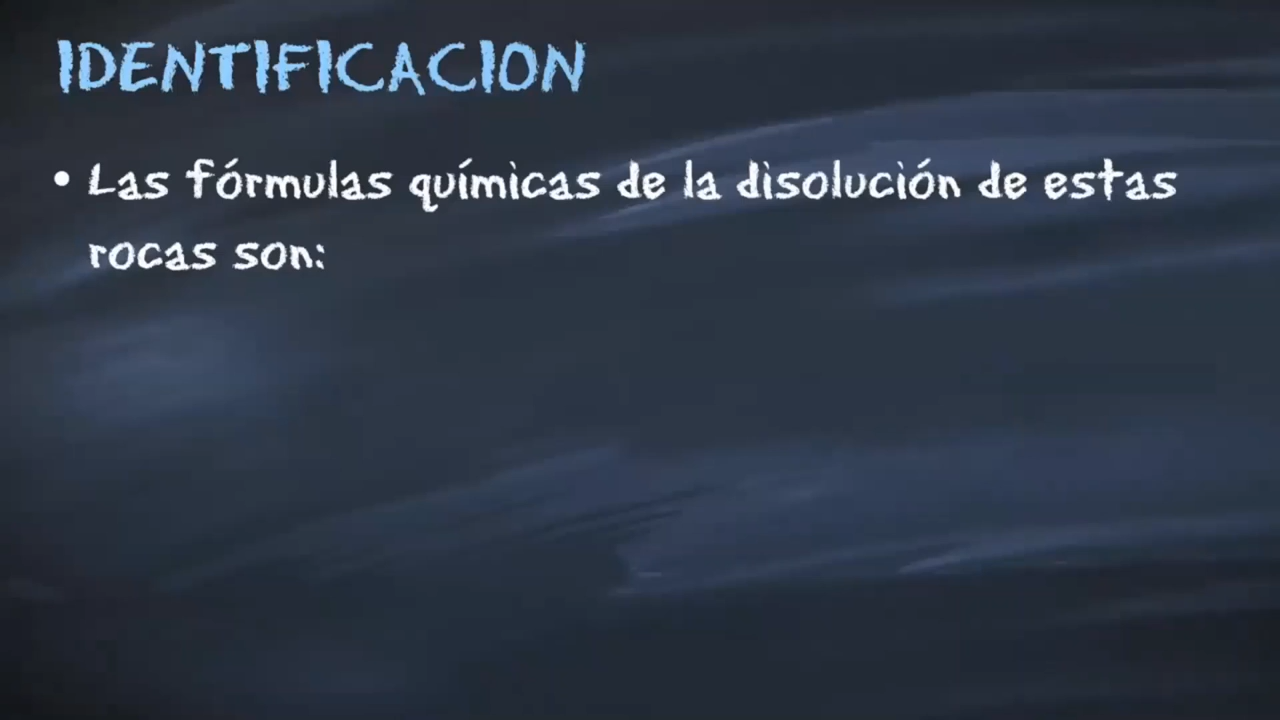 IDENTIFICACION
• Las fórmulas químicas de la disolución de estas
rocas son: